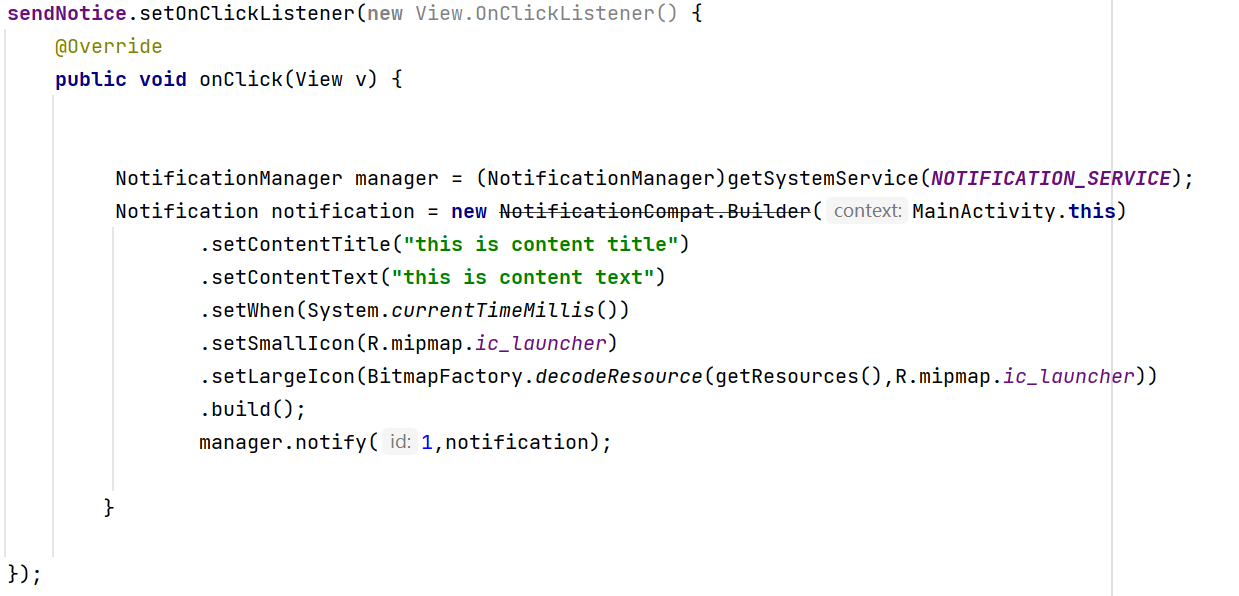 sendNotice.setOnClickListener(new View.OnClickListener() {
@Override
public void onClick(View v) {
NotificationManager manager = (NotificationManager)getSystemService(NOTIFICATION_SERVICE);
Notification notification = new NotificationCompat.Builder( context: MainActivity.this)
.setContentTitle("this is content title")
.setContentText("this is content text")
.setWhen(System.currentTimeMillis())
.setSmallIcon(R.mipmap.ic_launcher)
.setLargeIcon(BitmapFactory.decodeResource(getResources(),R.mipmap.ic_launcher))
.build();
manager.notify( id: 1,notification);
}
});